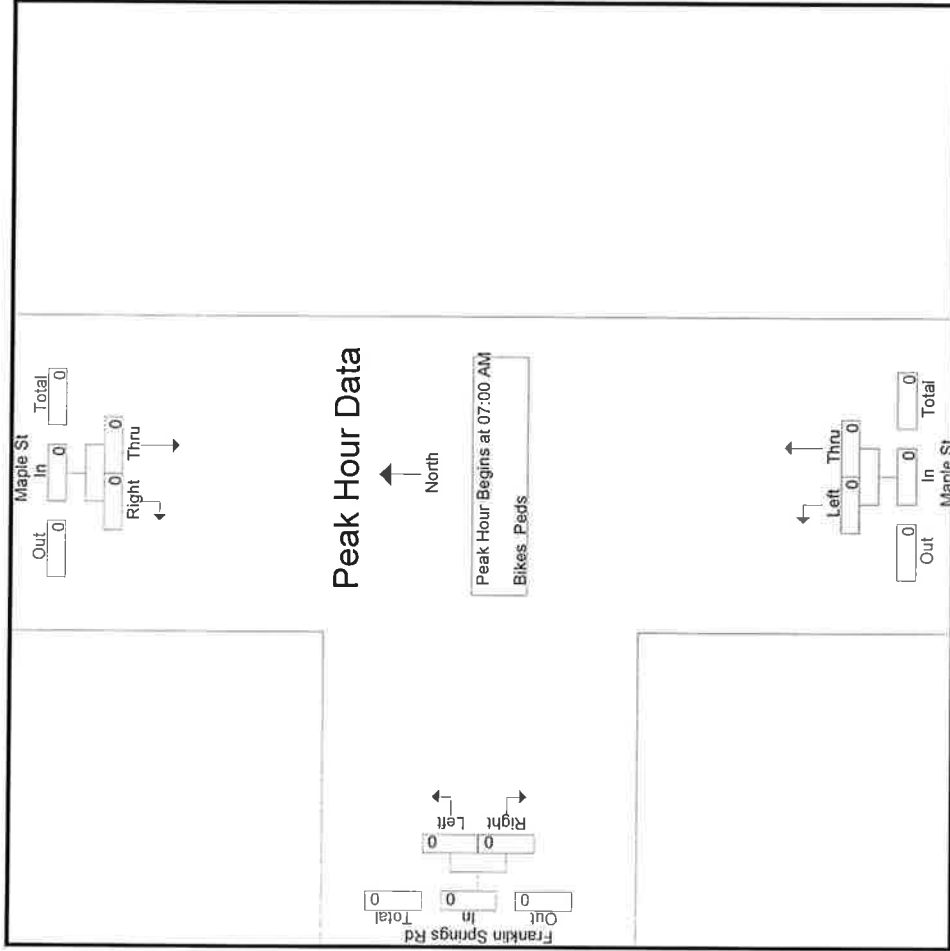 Maple St
Out In Total
0 0 0
0 0
Right Thru
Peak Hour Data
North
Peak Hour Begins at 07:00 AM
Bikes Peds
Franklin Springs Rd
Total
0
In
0
Out
0
0
Left
0
Right
Left Thru
0 0
0 0 0
Out In Total
Maple St